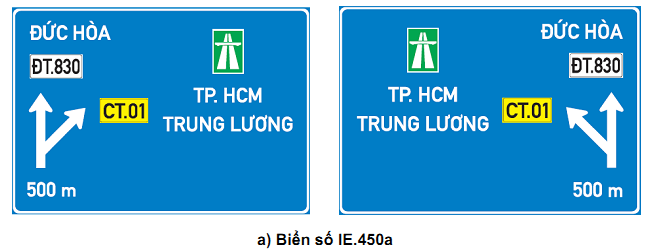 ĐỨC HÒA
ĐT.830
CT.01
TP. HCM
TRUNG LƯƠNG
500 m
ĐỨC HÒA
ĐT.830
TP. HCM
TRUNG LƯƠNG
CT.01
500 m
a) Biển số IE.450a